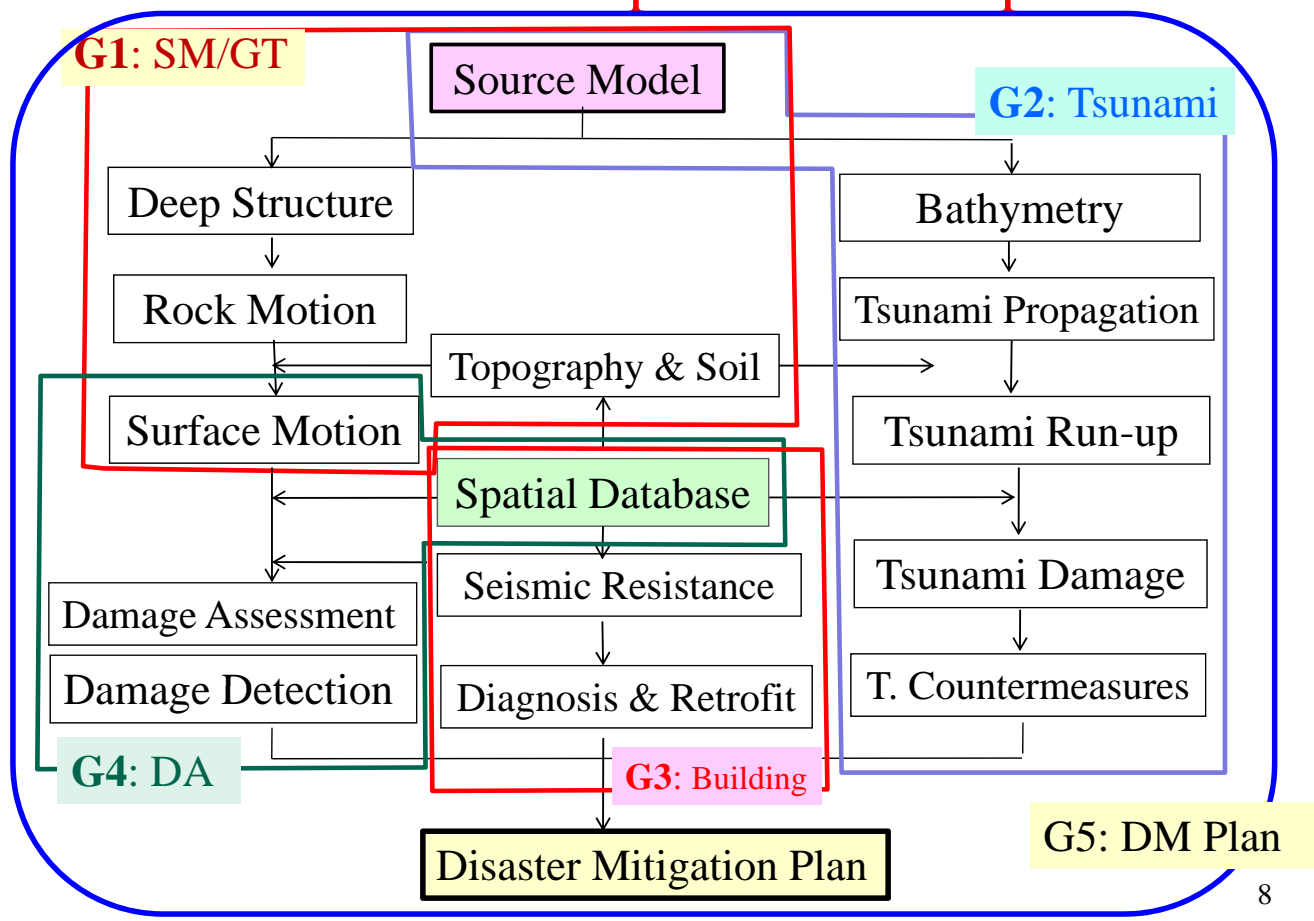 G1: SM/GT
Source Model
G2: Tsunami
Deep Structure
Bathymetry
Rock Motion
Tsunami Propagation
Topography & Soil
Surface Motion
Tsunami Run-up
Spatial Database
Seismic Resistance
Tsunami Damage
Damage Assessment
Damage Detection
Diagnosis & Retrofit
T. Countermeasures
G4: DA
G3: Building
G5: DM Plan
Disaster Mitigation Plan
8